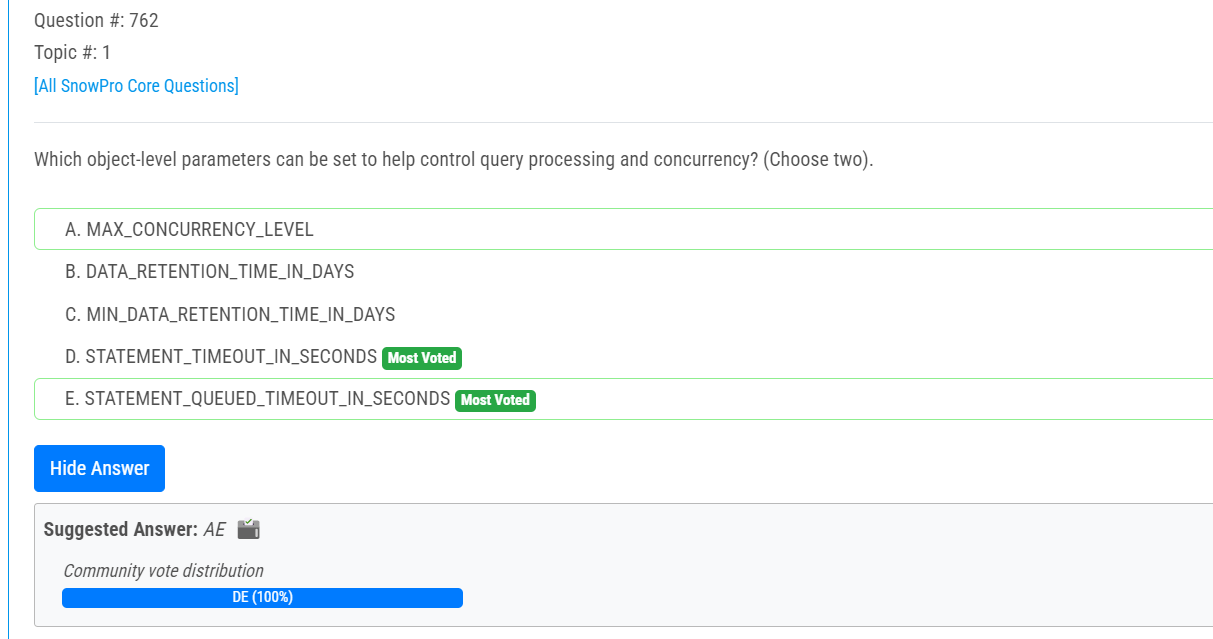 Question #: 762
Topic #: 1
[All SnowPro Core Questions]
Which object-level parameters can be set to help control query processing and concurrency? (Choose two).
A. MAX_CONCURRENCY_LEVEL
B. DATA_RETENTION_TIME_IN_DAYS
C. MIN_DATA_RETENTION_TIME_IN_DAYS
D. STATEMENT_TIMEOUT_IN_SECONDS Most Voted
E. STATEMENT_QUEUED_TIMEOUT_IN_SECONDS Most Voted
Hide Answer
Suggested Answer: AE
Community vote distribution
DE (100%)